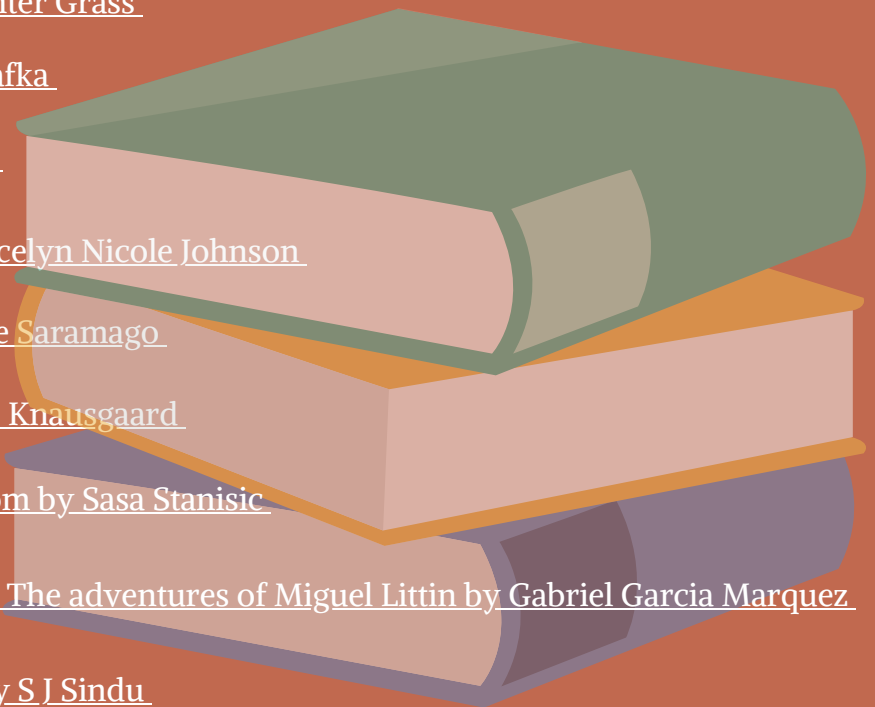 nter Grass
afka
celyn Nicole Johnson
e Saramago
Knausgaard
om by Sasa Stanisic
The adventures of Miguel Littin by Gabriel Garcia Marquez
y S J Sindu